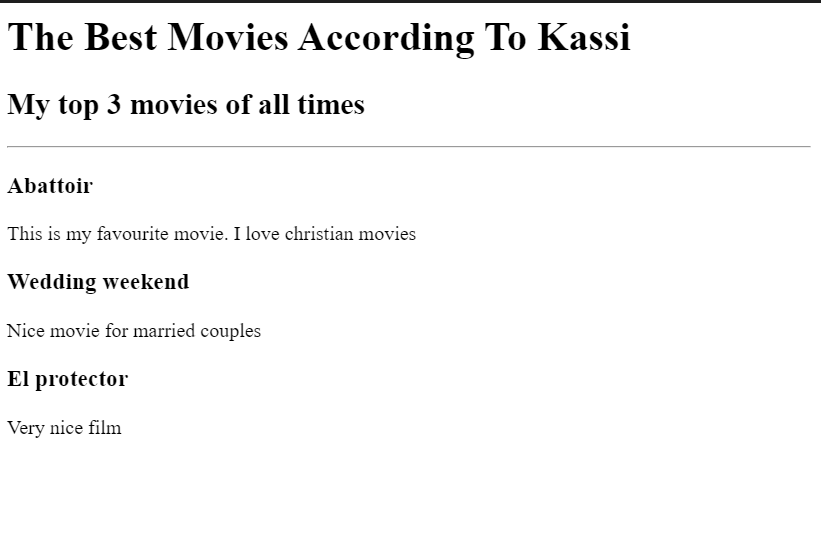 The Best Movies According To Kassi
My top 3 movies of all times
Abattoir
This is my favourite movie. I love christian movies
Wedding weekend
Nice movie for married couples
El protector
Very nice film